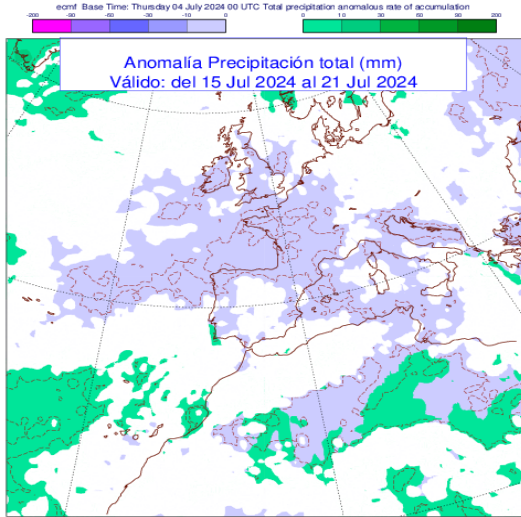 ecmf Base Time: Thursday 04 July 2024 00 UTC Total precipitation anomalous rate of accumulation
-200 -90 -60 -30 -10 0 0 10 30 60 90 200
Anomalía Precipitación total (mm)
Válido: del 15 Jul 2024 al 21 Jul 2024